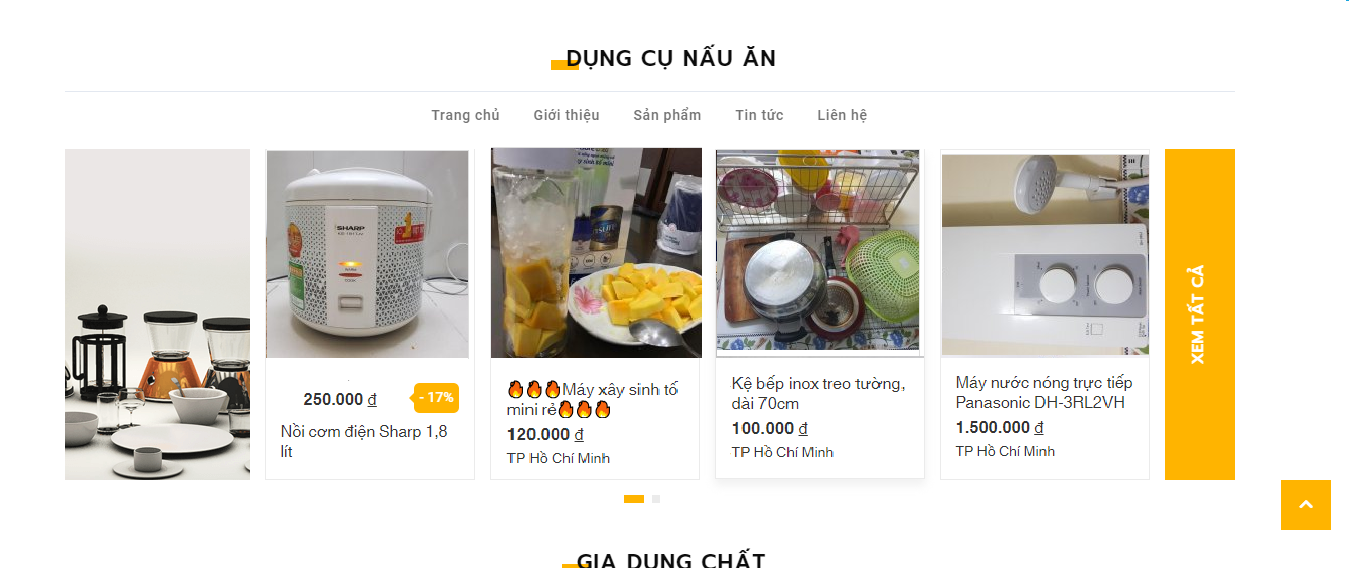 DỤNG CỤ NẤU ĂN
Trang chủ Giới thiệu Sản phẩm Tin tức Liên hệ
SHARP
250.000 ₫
- 17%
Nồi cơm điện Sharp 1,8
lít
🔥🔥🔥Máy xây sinh tố
mini rẻ🔥🔥🔥
120.000 ₫
TP Hồ Chí Minh
Kệ bếp inox treo tường,
dài 70cm
100.000 ₫
TP Hồ Chí Minh
Máy nước nóng trực tiếp
Panasonic DH-3RL2VH
1.500.000 ₫
TP Hồ Chí Minh
XEM TẤT CẢ
GIA DỤNG CHẤT